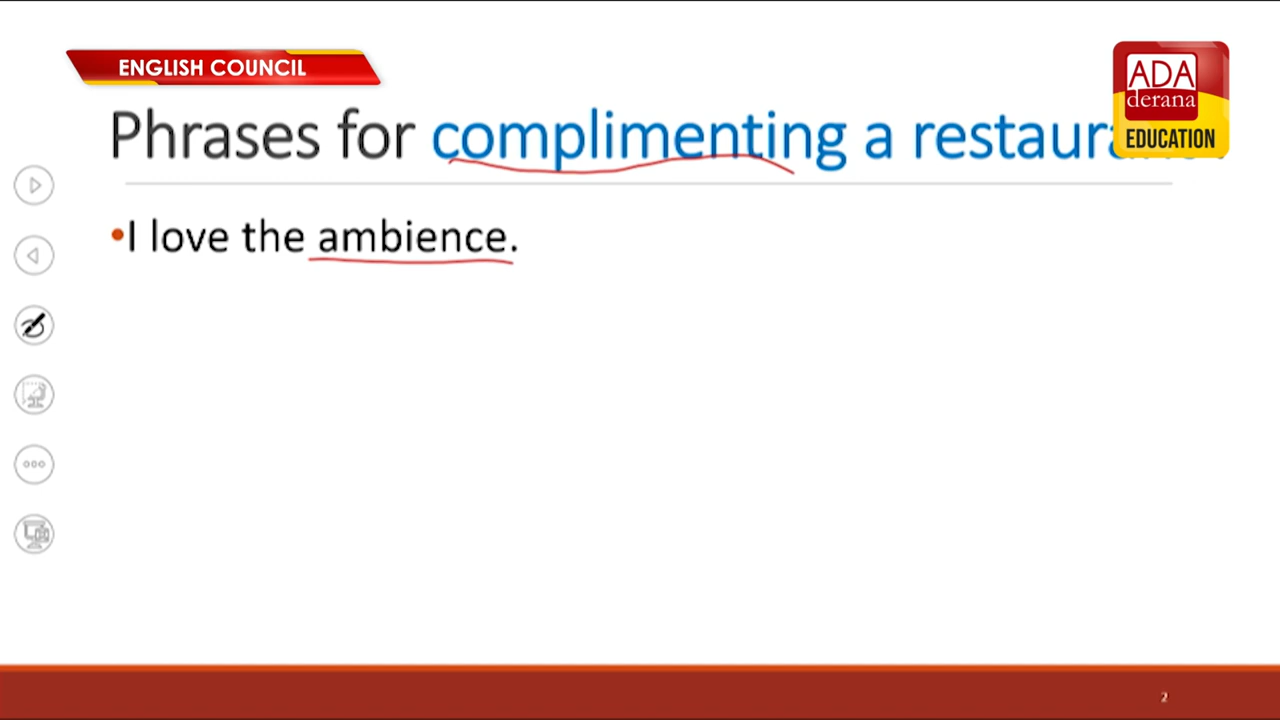 ENGLISH COUNCIL
ADA
derana
EDUCATION
Phrases for complimenting a
•I love the ambience.
2